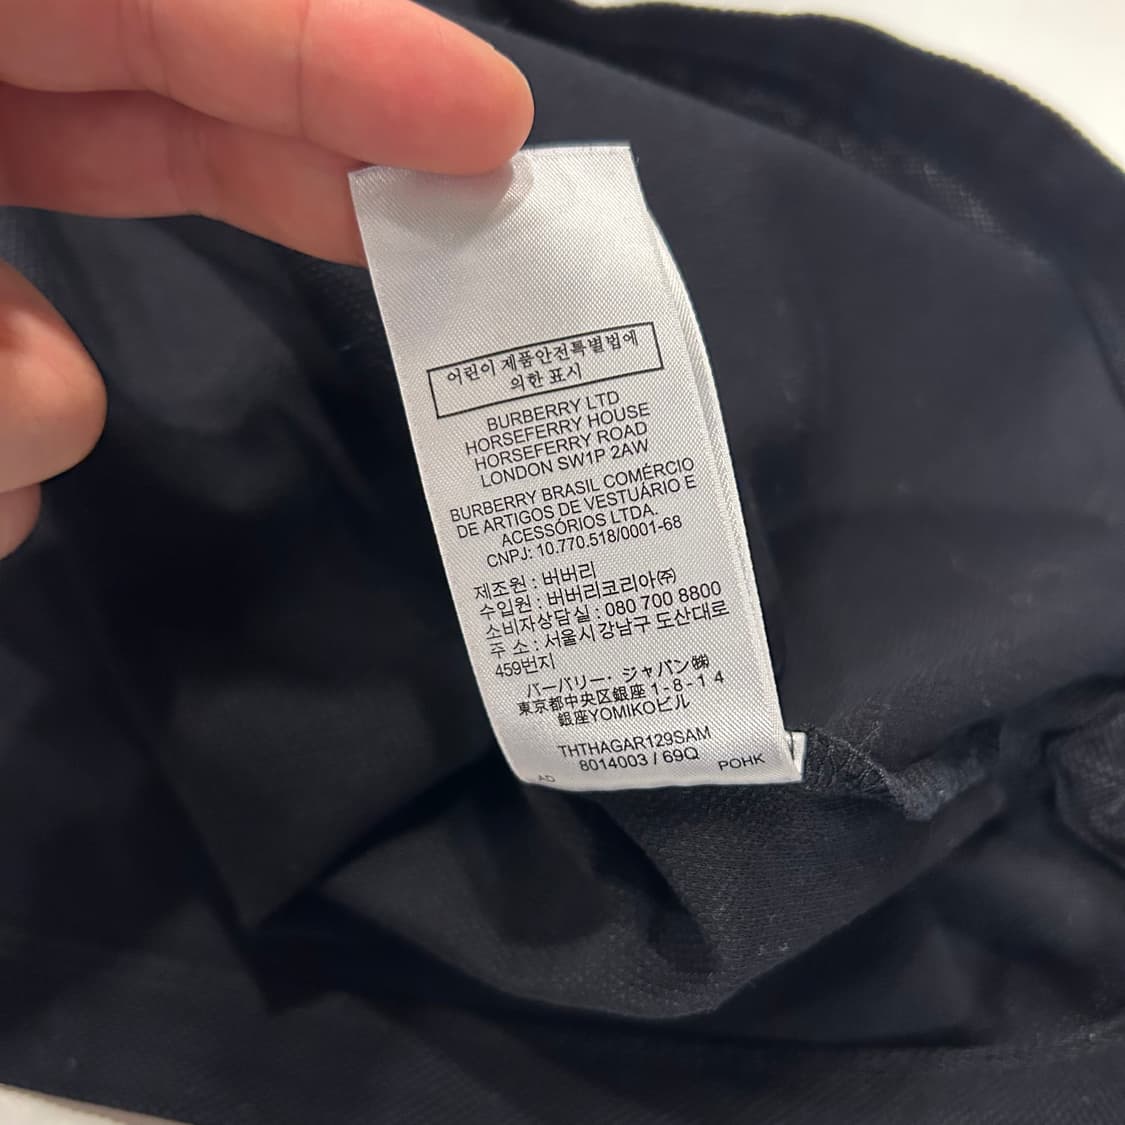 어린이 제품안전특별법에
의한 표시
BURBERRY LTD
HORSEFERRY HOUSE
HORSEFERRY ROAD
LONDON SW1P 2AW
BURBERRY BRASIL COMÉRCIO
DE ARTIGOS DE VESTUÁRIO E
ACESSÓRIOS LTDA.
CNPJ: 10.770.518/0001-68
제조원 : 버버리
수입원 : 버버리코리아㈜
소비자상담실 : 080 700 8800
주 소 : 서울시 강남구 도산대로
459번지
バーバリー・ジャパン㈱
東京都中央区銀座 1-8-1 4
銀座YOMIKOビル
THTHAGAR129SAM
8014003 / 69Q
AD POHK